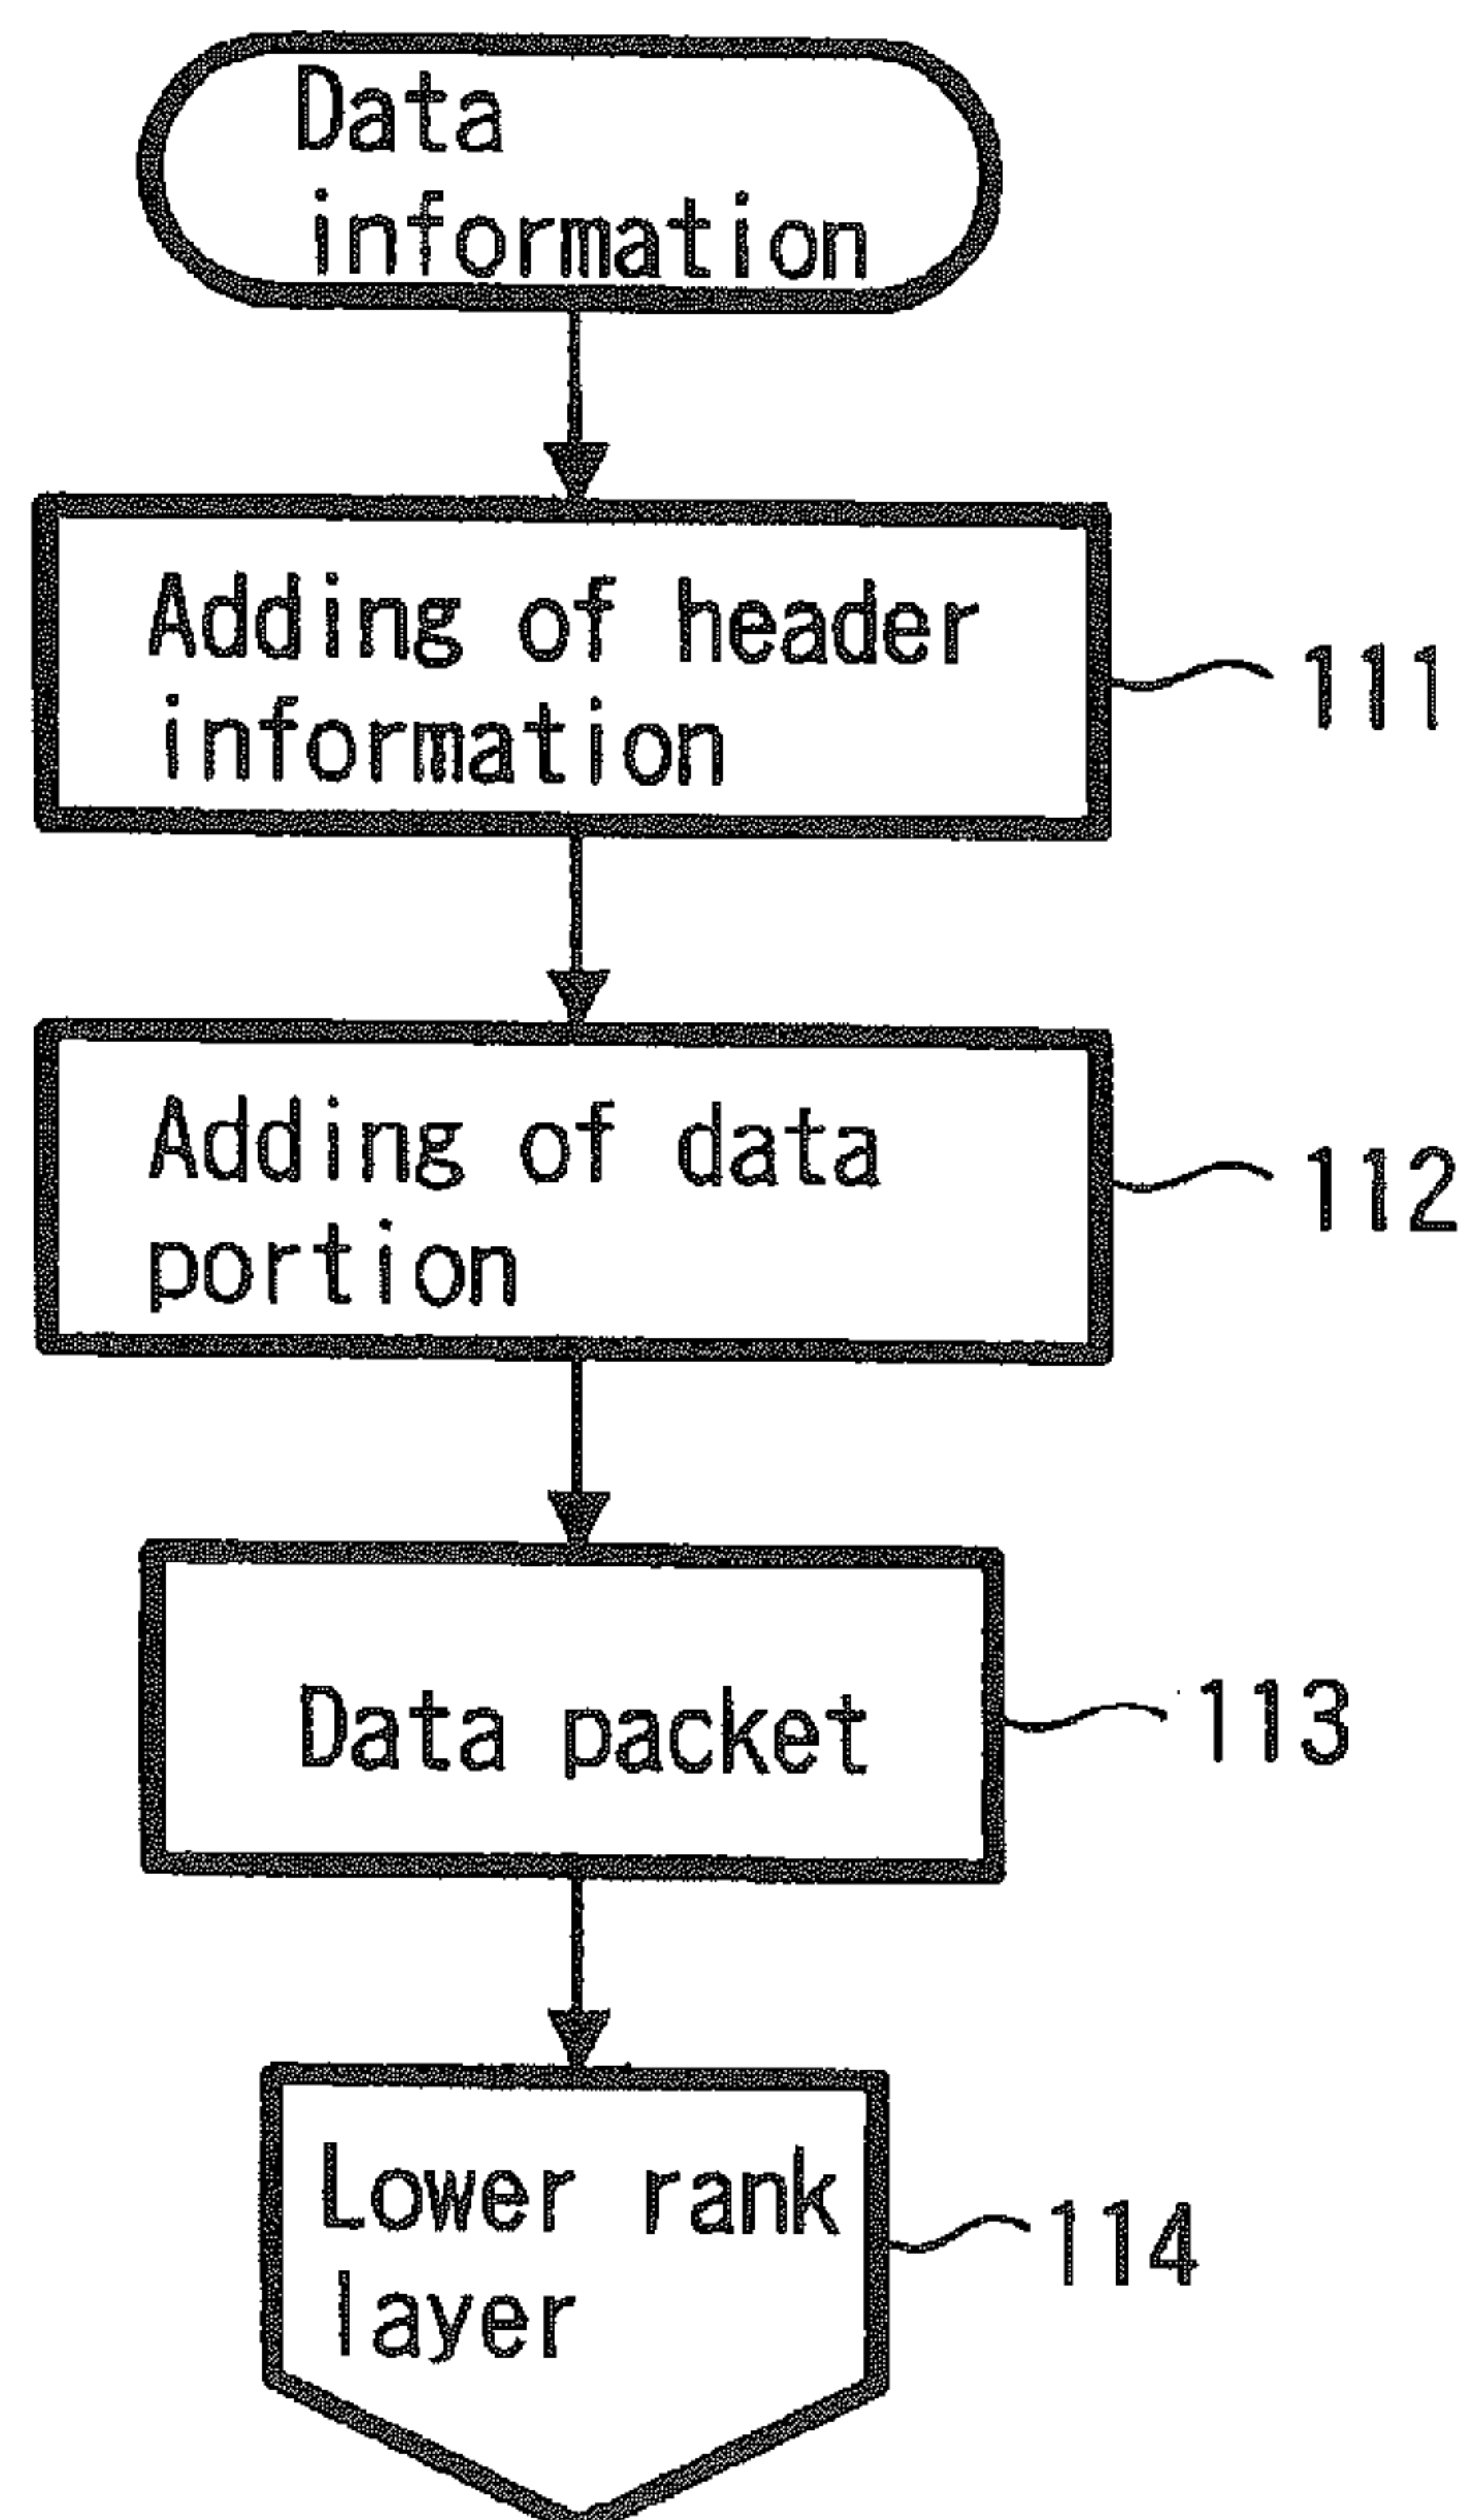 Data
information
Adding of header
information
111
Adding of data
portion
112
Data packet
113
Lower rank
layer
114